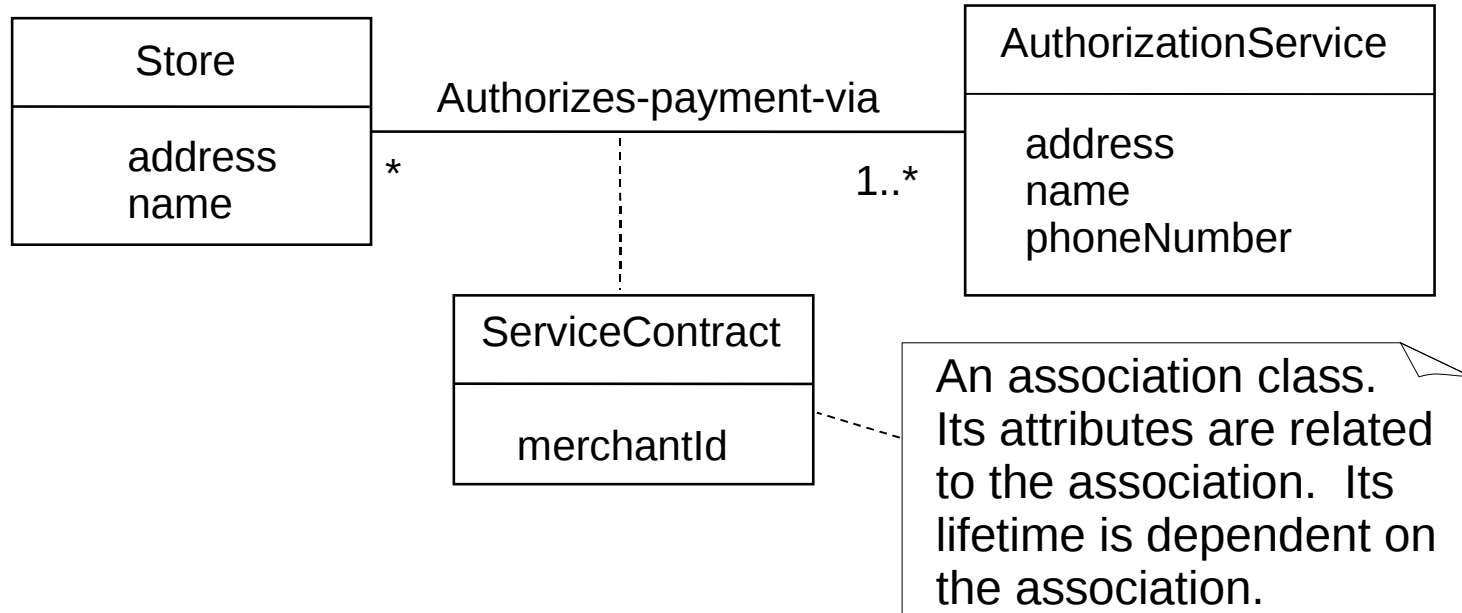 Store
address
name
Authorizes-payment-via
*
1..*
AuthorizationService
address
name
phoneNumber
ServiceContract
merchantId
An association class.
Its attributes are related
to the association.  Its
lifetime is dependent on
the association.